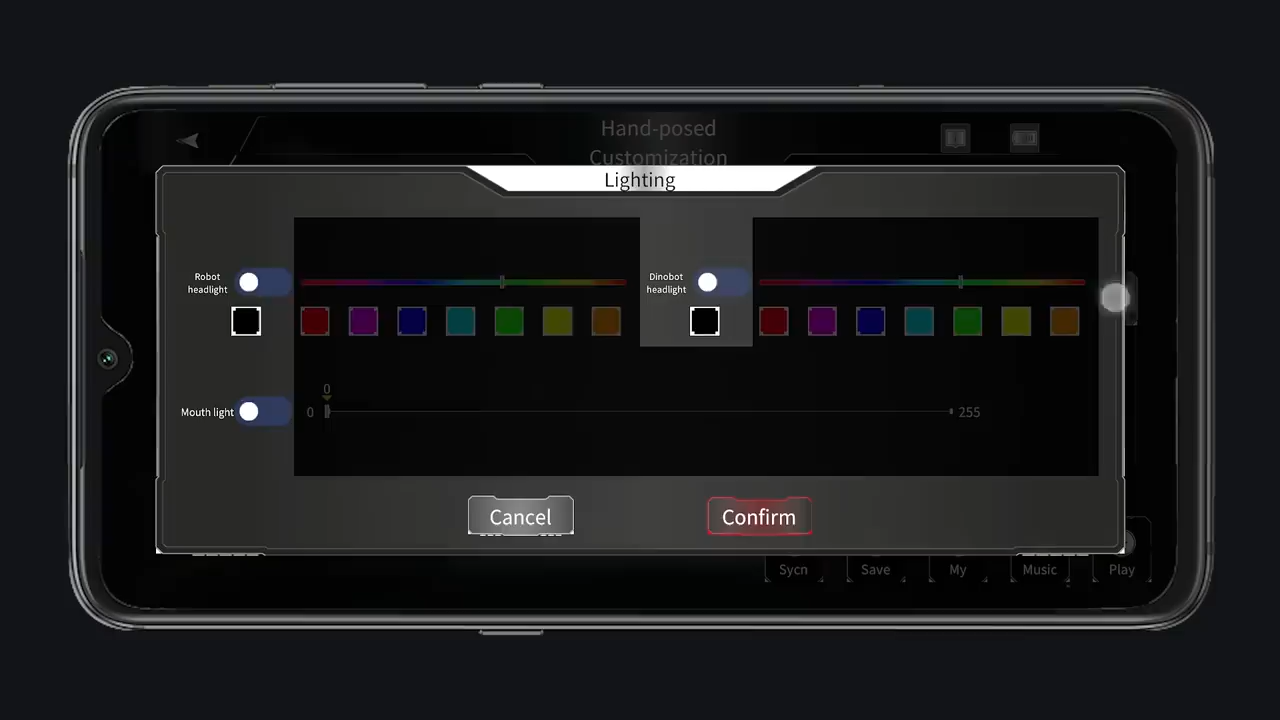 Hand-posed
Customization
Lighting
Robot
headlight
Dinobot
headlight
Mouth light
0
0
255
Cancel
Confirm
Sycn
Save
My
Music
Play